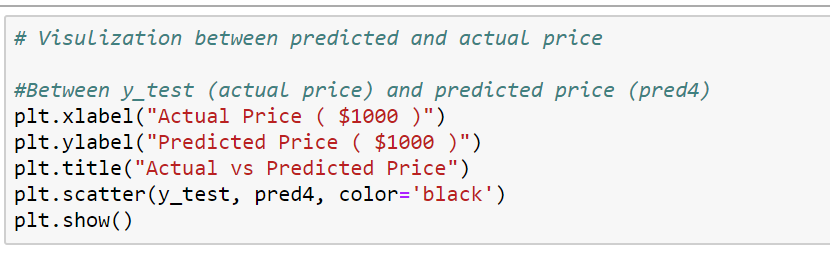 # Visulization between predicted and actual price
#Between y_test (actual price) and predicted price (pred4)
plt.xlabel("Actual Price ( $1000 )")
plt.ylabel("Predicted Price ( $1000 )")
plt.title("Actual vs Predicted Price")
plt.scatter(y_test, pred4, color='black')
plt.show()